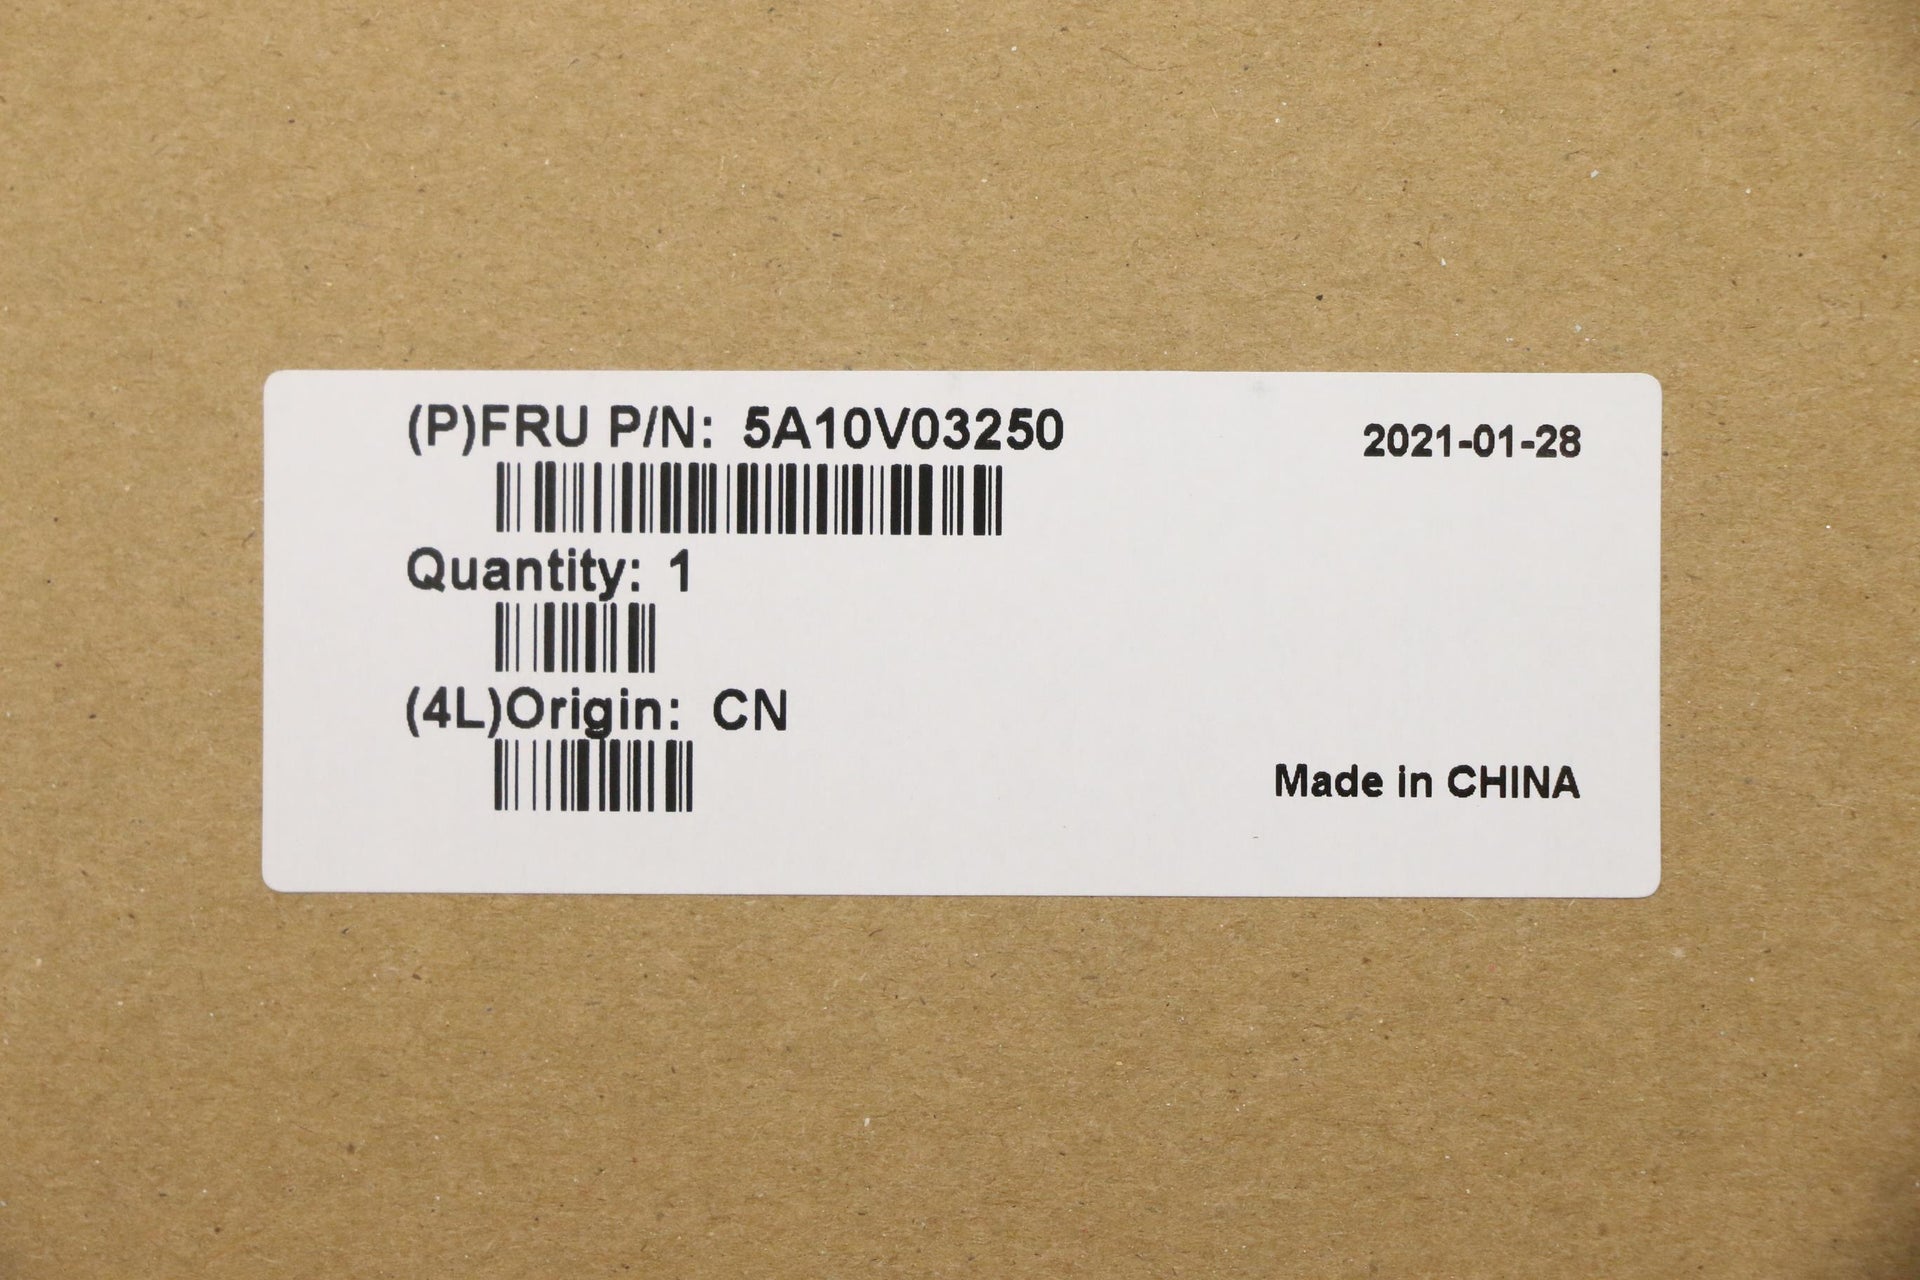 (P)FRU P/N: 5A10V03250
2021-01-28
Quantity: 1
(4L)Origin: CN
Made in CHINA